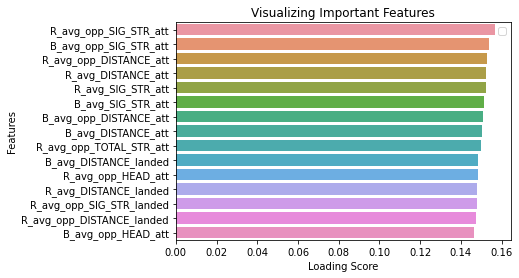 Visualizing Important Features
R_avg_opp_SIG_STR_att
B_avg_opp_SIG_STR_att
R_avg_opp_DISTANCE_att
R_avg_DISTANCE_att
R_avg_SIG_STR_att
B_avg_SIG_STR_att
B_avg_opp_DISTANCE_att
B_avg_DISTANCE_att
R_avg_opp_TOTAL_STR_att
B_avg_DISTANCE_landed
R_avg_opp_HEAD_att
R_avg_DISTANCE_landed
R_avg_opp_SIG_STR_landed
R_avg_opp_DISTANCE_landed
B_avg_opp_HEAD_att
Features
0.00 0.02 0.04 0.06 0.08 0.10 0.12 0.14 0.16
Loading Score